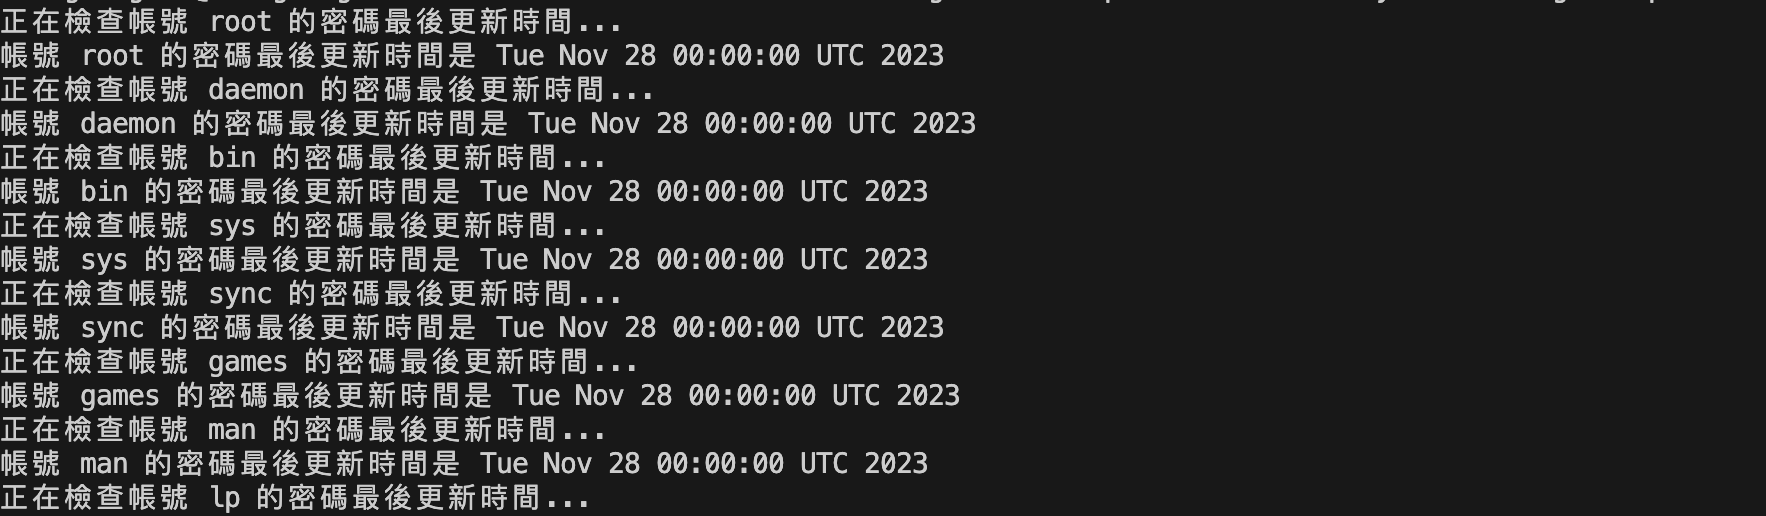 正在檢查帳號 root 的密碼最後更新時間...
帳號 root 的密碼最後更新時間是 Tue Nov 28 00:00:00 UTC 2023
正在檢查帳號 daemon 的密碼最後更新時間...
帳號 daemon 的密碼最後更新時間是 Tue Nov 28 00:00:00 UTC 2023
正在檢查帳號 bin 的密碼最後更新時間...
帳號 bin 的密碼最後更新時間是 Tue Nov 28 00:00:00 UTC 2023
正在檢查帳號 sys 的密碼最後更新時間...
帳號 sys 的密碼最後更新時間是 Tue Nov 28 00:00:00 UTC 2023
正在檢查帳號 sync 的密碼最後更新時間...
帳號 sync 的密碼最後更新時間是 Tue Nov 28 00:00:00 UTC 2023
正在檢查帳號 games 的密碼最後更新時間...
帳號 games 的密碼最後更新時間是 Tue Nov 28 00:00:00 UTC 2023
正在檢查帳號 man 的密碼最後更新時間...
帳號 man 的密碼最後更新時間是 Tue Nov 28 00:00:00 UTC 2023
正在檢查帳號 lp 的密碼最後更新時間...